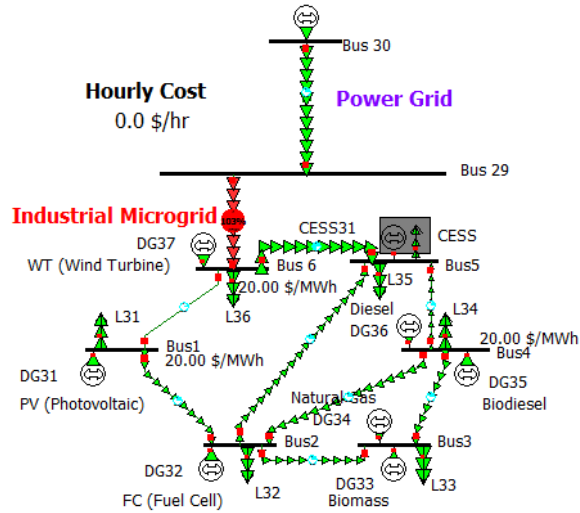 Bus 30
Hourly Cost
0.0 $/hr
Power Grid
Bus 29
103%
Industrial Microgrid
CESS31
CESS
DG37
WT (Wind Turbine)
Bus 6
L35
Bus5
20.00 $/MWh
L31
L36
Diesel
DG36
L34
20.00 $/MWh
Bus1
20.00 $/MWh
Bus4
DG31
DG35
PV (Photovoltaic)
Natural Gas
Biodiesel
DG34
Bus2
Bus3
DG32
DG33
L32
L33
FC (Fuel Cell)
Biomass